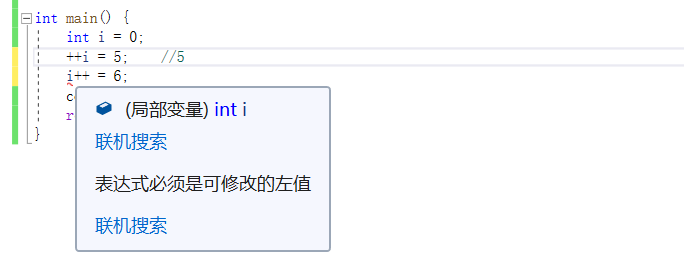 int main() {
int i = 0;
++i = 5; //5
i++ = 6;
c
(局部变量) int i
r
联机搜索
}
表达式必须是可修改的左值
联机搜索